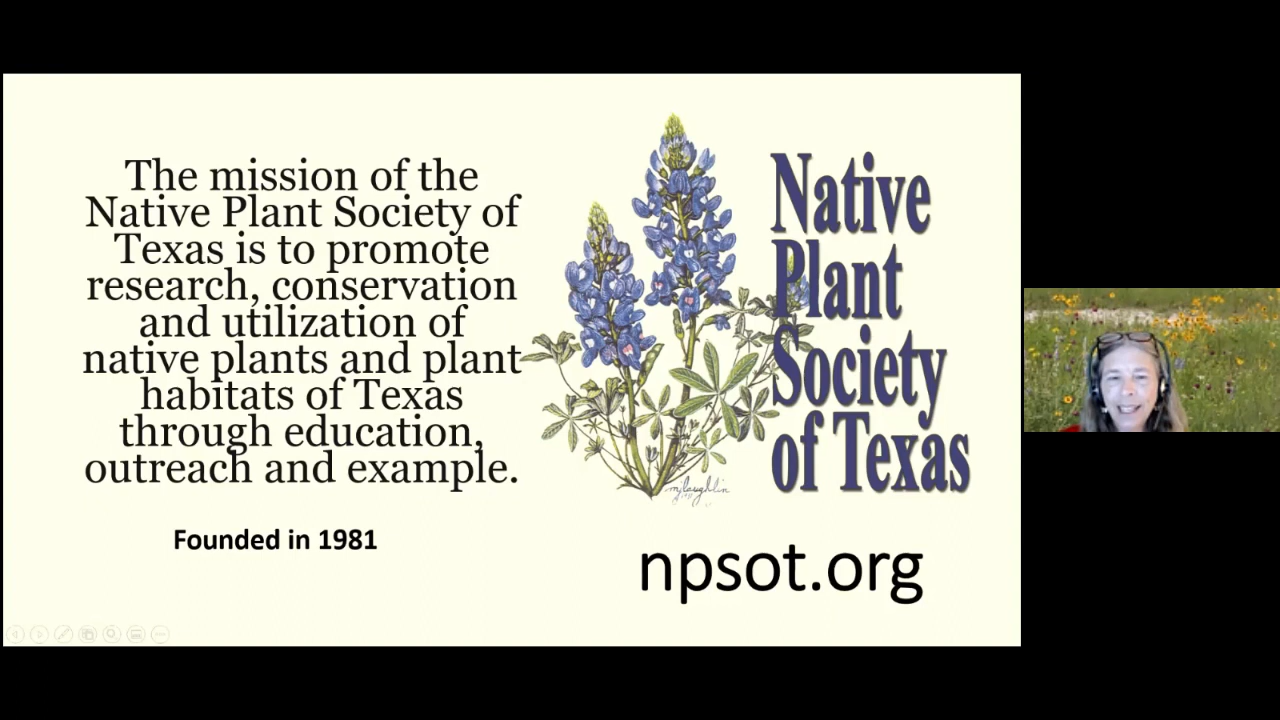 The mission of the
Native Plant Society of
Texas is to promote
research, conservation
and utilization of
native plants and plant
habitats of Texas
through education,
outreach and example.
Founded in 1981
Native
Plant
Society
of Texas
npsot.org